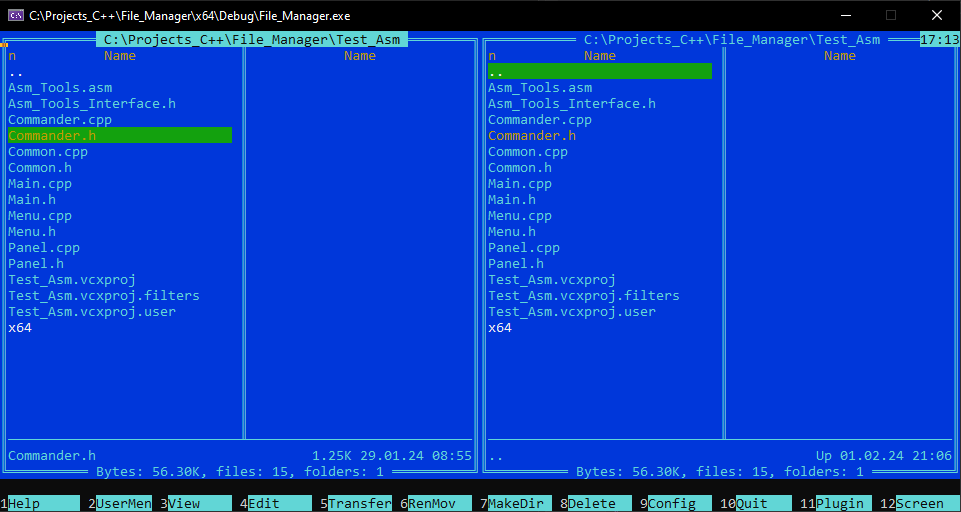 C:\Projects_C++\File_Manager\x64\Debug\File_Manager.exe
C:\Projects_C++\File_Manager\Test_Asm C:\Projects_C++\File_Manager\Test_Asm 17:13
n Name Name n Name Name
.. ..
Asm_Tools.asm Asm_Tools.asm
Asm_Tools_Interface.h Asm_Tools_Interface.h
Commander.cpp Commander.cpp
Commander.h Commander.h
Common.cpp Common.cpp
Common.h Common.h
Main.cpp Main.cpp
Main.h Main.h
Menu.cpp Menu.cpp
Menu.h Menu.h
Panel.cpp Panel.cpp
Panel.h Panel.h
Test_Asm.vcxproj Test_Asm.vcxproj
Test_Asm.vcxproj.filters Test_Asm.vcxproj.filters
Test_Asm.vcxproj.user Test_Asm.vcxproj.user
x64 x64
Commander.h 1.25K 29.01.24 08:55 .. Up 01.02.24 21:06
Bytes: 56.30K, files: 15, folders: 1 Bytes: 56.30K, files: 15, folders: 1
1Help 2UserMen 3View 4Edit 5Transfer 6RenMov 7MakeDir 8Delete 9Config 10Quit 11Plugin 12Screen